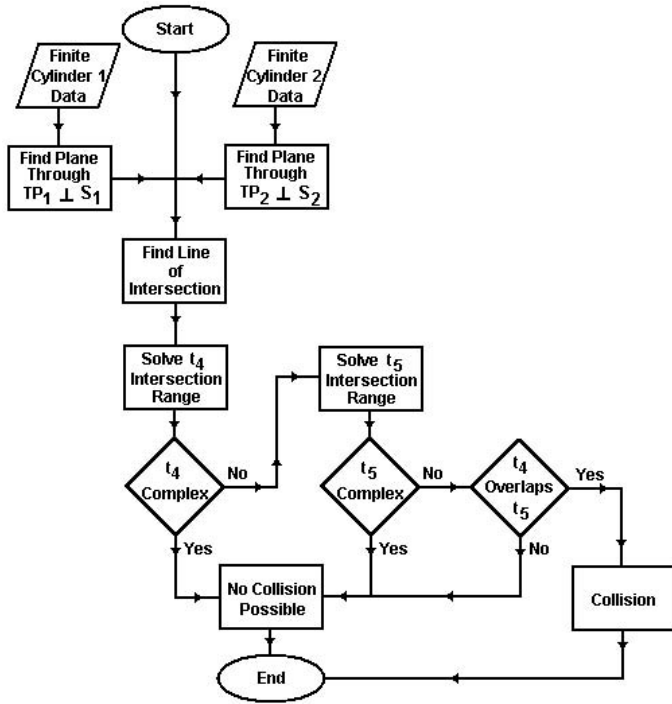 Start
Finite
Cylinder 1
Data
Finite
Cylinder 2
Data
Find Plane
Through
TP₁ ⊥ S₁
Find Plane
Through
TP₂ ⊥ S₂
Find Line
of
Intersection
Solve t₄
Intersection
Range
Solve t₅
Intersection
Range
t₄
Complex
No
Yes
t₅
Complex
No
Yes
t₄
Overlaps
t₅
Yes
No
No Collision
Possible
Collision
End